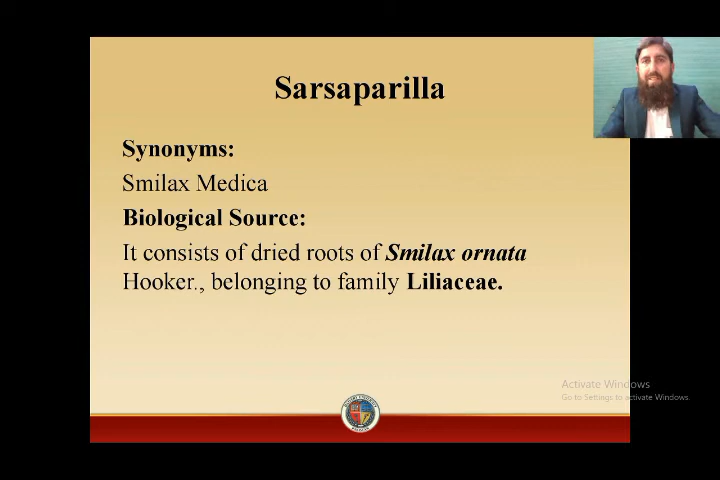 Sarsaparilla
Synonyms:
Smilax Medica
Biological Source:
It consists of dried roots of Smilax ornata
Hooker., belonging to family Liliaceae.
Activate Windows
Go to Settings to activate Windows.